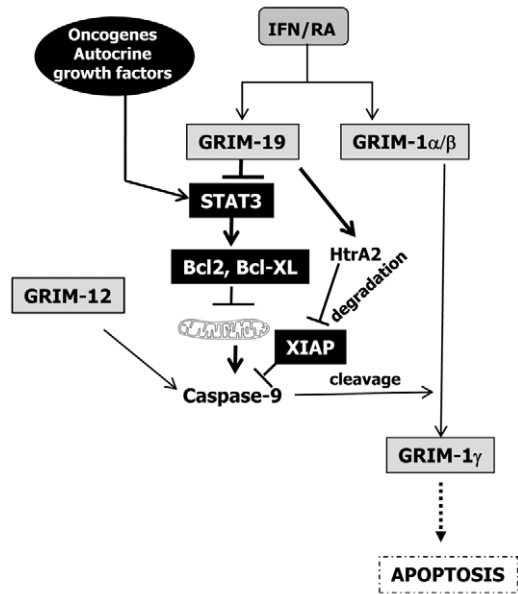 Oncogenes
Autocrine
growth factors
IFN/RA
GRIM-19
GRIM-1α/β
STAT3
HtrA2
Bcl2, Bcl-XL
degradation
GRIM-12
XIAP
cleavage
Caspase-9
GRIM-1γ
APOPTOSIS